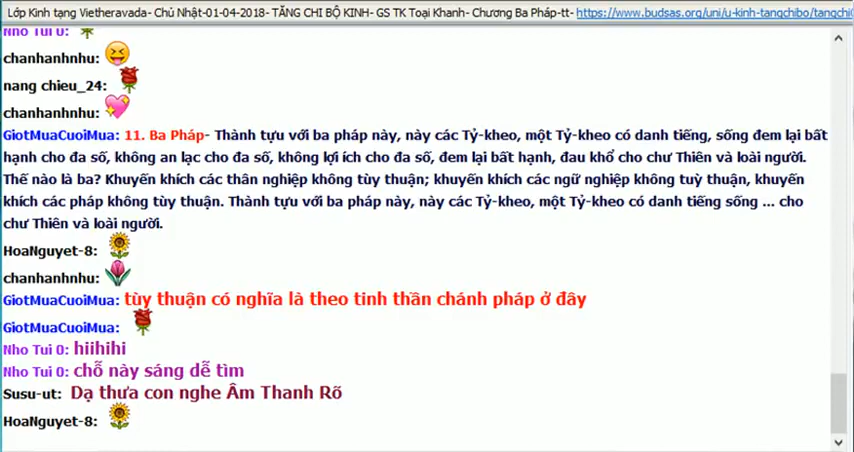 Lớp Kinh tạng Vietheravada- Chủ Nhật-01-04-2018- TĂNG CHI BỘ KINH- GS TK Toại Khanh- Chương Ba Pháp-tt- https://www.budsas.org/uni/u-kinh-tangchibo/tangchi0
Nho Tui 0:
chanhanhnhu:
nang chieu_24:
chanhanhnhu:
GiotMuaCuoiMua: 11. Ba Pháp- Thành tựu với ba pháp này, này các Tỷ-kheo, một Tỷ-kheo có danh tiếng, sống đem lại bất
hạnh cho đa số, không an lạc cho đa số, không lợi ích cho đa số, đem lại bất hạnh, đau khổ cho chư Thiên và loài người.
Thế nào là ba? Khuyến khích các thân nghiệp không tùy thuận; khuyến khích các ngữ nghiệp không tuỳ thuận, khuyến
khích các pháp không tùy thuận. Thành tựu với ba pháp này, này các Tỷ-kheo, một Tỷ-kheo có danh tiếng sống ... cho
chư Thiên và loài người.
HoaNguyet-8:
chanhanhnhu:
GiotMuaCuoiMua: tùy thuận có nghĩa là theo tinh thần chánh pháp ở đây
GiotMuaCuoiMua:
Nho Tui 0: hiihihi
Nho Tui 0: chỗ này sáng dễ tìm
Susu-ut: Dạ thưa con nghe Âm Thanh Rõ
HoaNguyet-8: